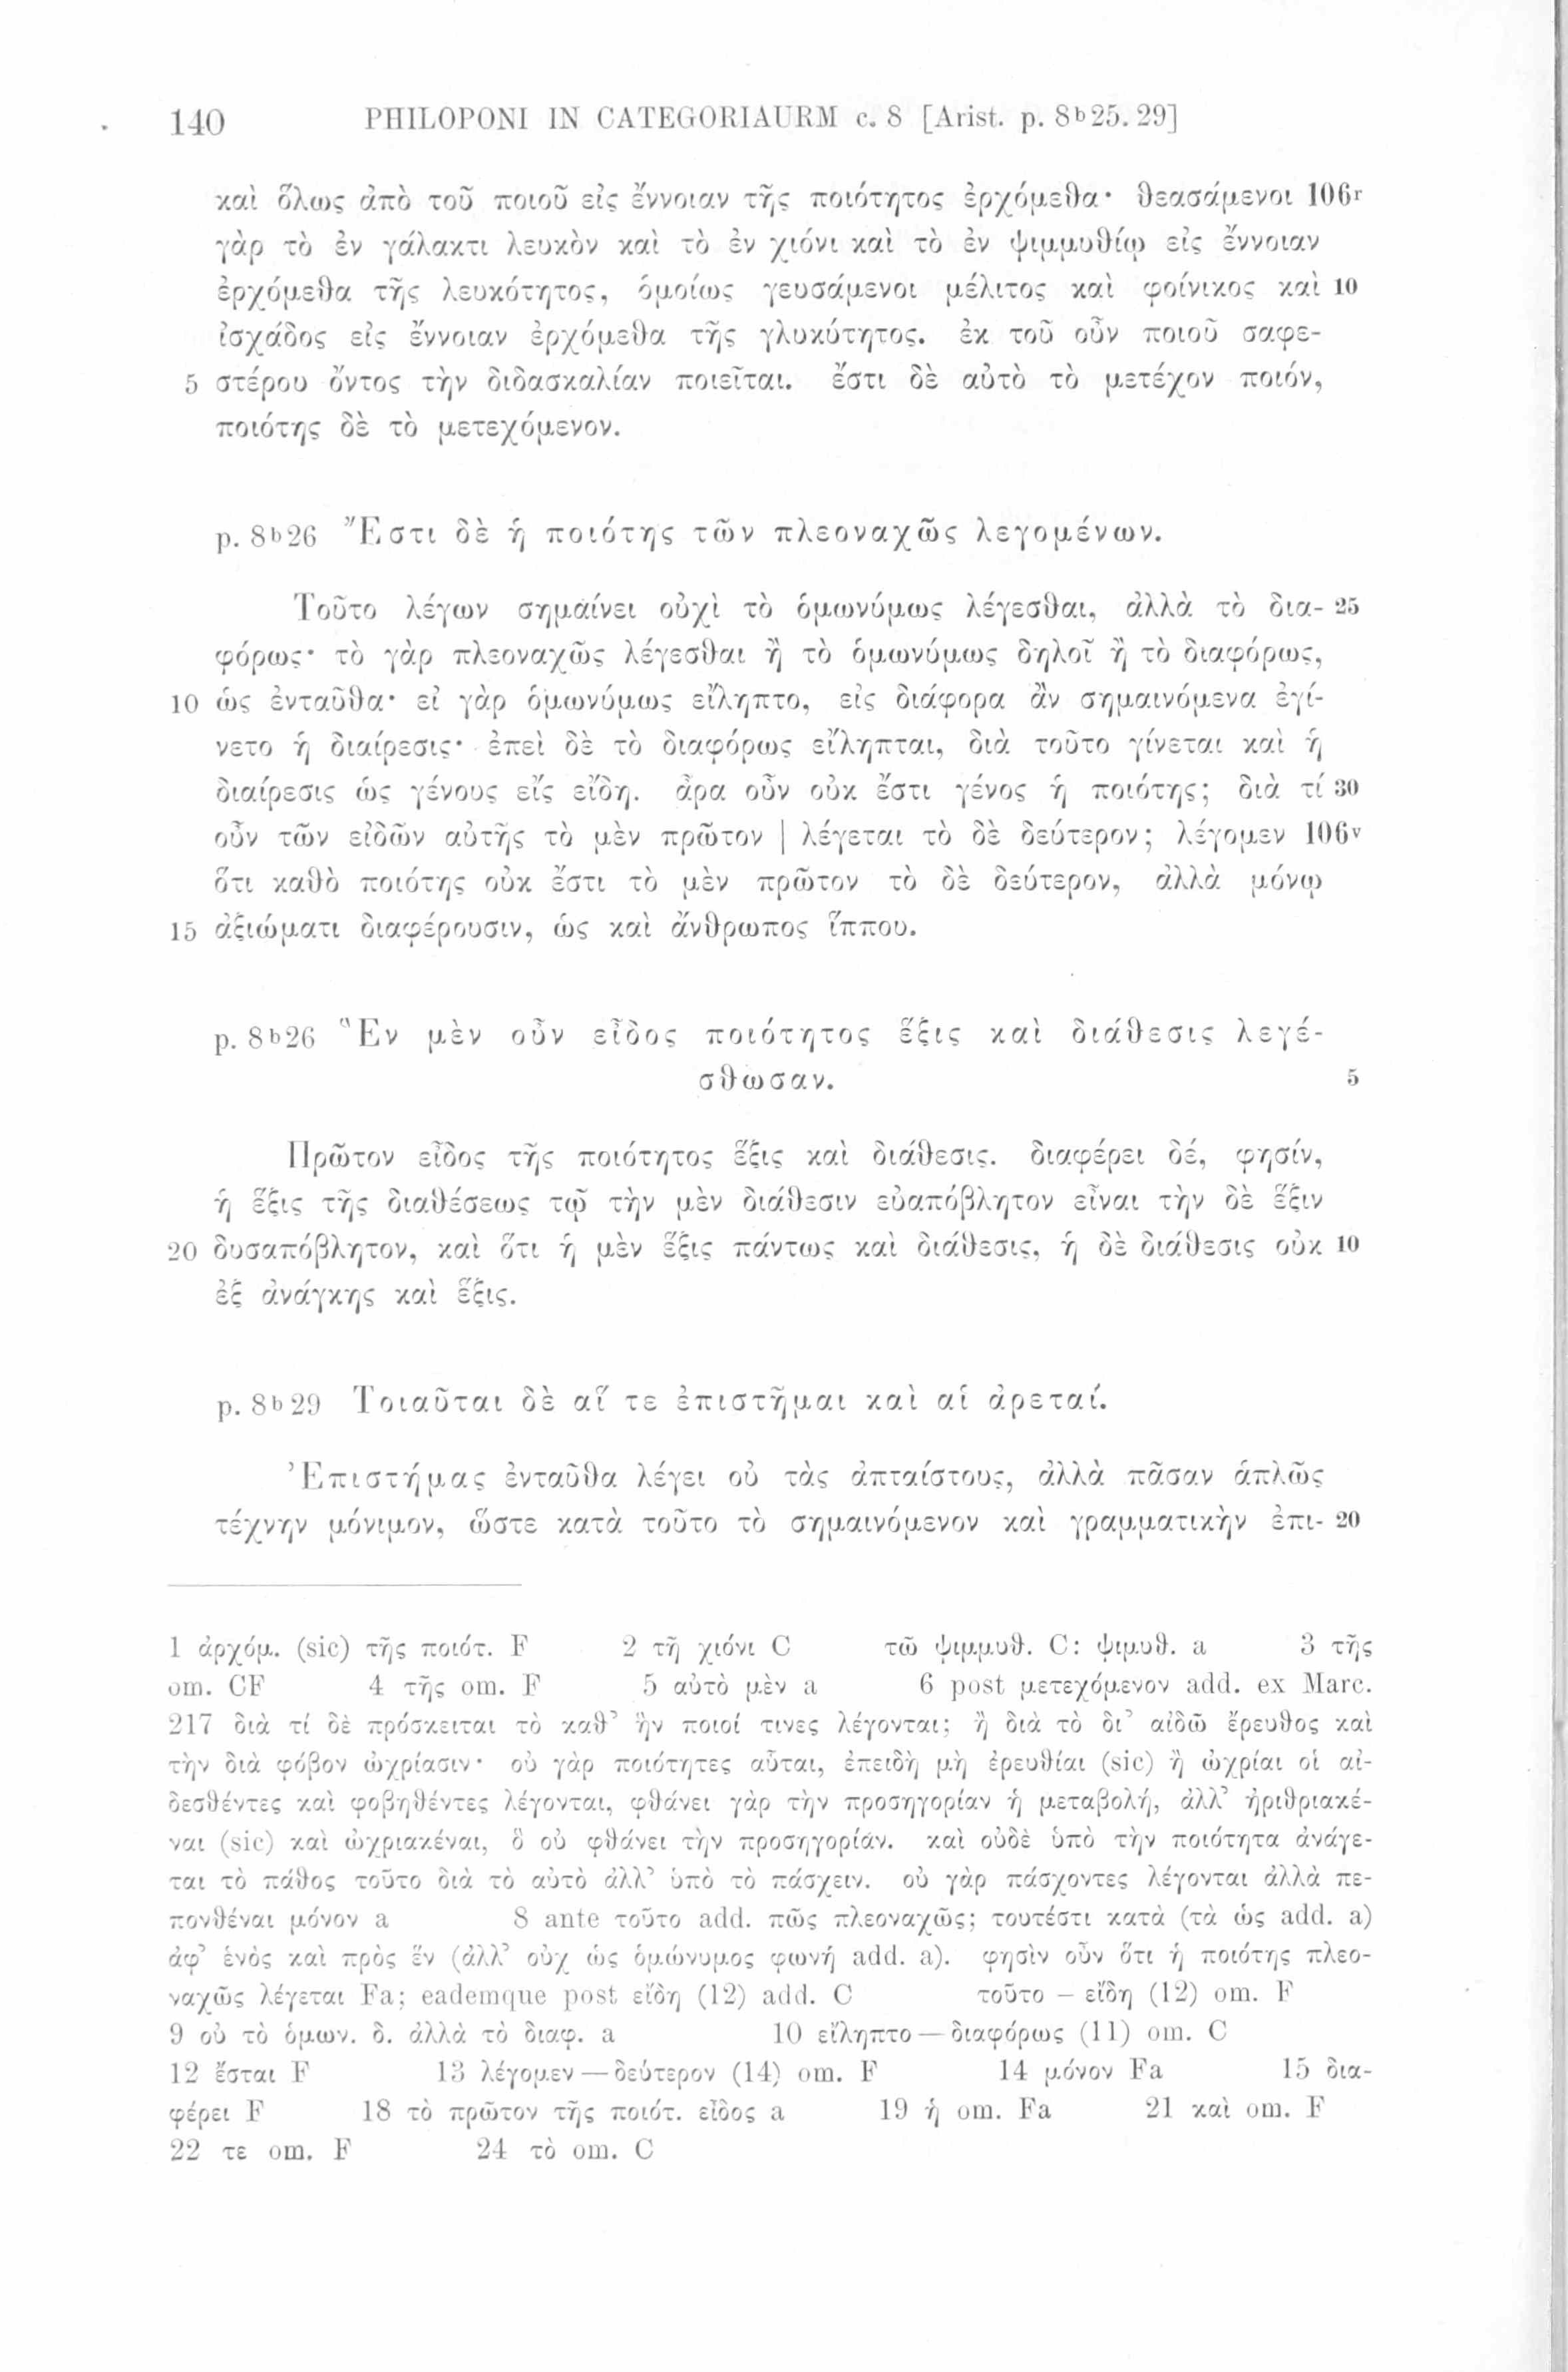 140 PHILOPONI IN CATEGORIAURM c. 8 [Arist. p. 8b25. 29]
καὶ ὅλως ἀπὸ τοῦ ποιοῦ εἰς ἔννοιαν τῆς ποιότητος ἐρχόμεθα· θεασάμενοι 106r
γὰρ τὸ ἐν γάλακτι λευκὸν καὶ τὸ ἐν χιόνι καὶ τὸ ἐν ψιμμυθίῳ εἰς ἔννοιαν
ἐρχόμεθα τῆς λευκότητος, ὁμοίως γευσάμενοι μέλιτος καὶ φοίνικος καὶ 10
ἰσχάδος εἰς ἔννοιαν ἐρχόμεθα τῆς γλυκύτητος. ἐκ τοῦ οὖν ποιοῦ σαφε-
5 στέρου ὄντος τὴν διδασκαλίαν ποιεῖται. ἔστι δὲ αὐτὸ τὸ μετέχον ποιόν,
ποιότης δὲ τὸ μετεχόμενον.
p. 8b26 Ἔστι δὲ ἡ ποιότης τῶν πλεοναχῶς λεγομένων.
Τοῦτο λέγων σημαίνει οὐχὶ τὸ ὁμωνύμως λέγεσθαι, ἀλλὰ τὸ δια- 25
φόρως· τὸ γὰρ πλεοναχῶς λέγεσθαι ἢ τὸ ὁμωνύμως δηλοῖ ἢ τὸ διαφόρως,
10 ὡς ἐνταῦθα· εἰ γὰρ ὁμωνύμως εἴληπτο, εἰς διάφορα ἂν σημαινόμενα ἐγί-
νετο ἡ διαίρεσις· ἐπεὶ δὲ τὸ διαφόρως εἴληπται, διὰ τοῦτο γίνεται καὶ ἡ
διαίρεσις ὡς γένους εἰς εἴδη. ἆρα οὖν οὐκ ἔστι γένος ἡ ποιότης; διὰ τί 30
οὖν τῶν εἰδῶν αὐτῆς τὸ μὲν πρῶτον | λέγεται τὸ δὲ δεύτερον; λέγομεν 106v
ὅτι καθὸ ποιότης οὐκ ἔστι τὸ μὲν πρῶτον τὸ δὲ δεύτερον, ἀλλὰ μόνῳ
15 ἀξιώματι διαφέρουσιν, ὡς καὶ ἄνθρωπος ἵππου.
p. 8b26 Ἓν μὲν οὖν εἶδος ποιότητος ἕξις καὶ διάθεσις λεγέ-
σθωσαν. 5
Πρῶτον εἶδος τῆς ποιότητος ἕξις καὶ διάθεσις. διαφέρει δέ, φησίν,
ἡ ἕξις τῆς διαθέσεως τῷ τὴν μὲν διάθεσιν εὐαπόβλητον εἶναι τὴν δὲ ἕξιν
20 δυσαπόβλητον, καὶ ὅτι ἡ μὲν ἕξις πάντως καὶ διάθεσις, ἡ δὲ διάθεσις οὐκ 10
ἐξ ἀνάγκης καὶ ἕξις.
p. 8b29 Τοιαῦται δὲ αἵ τε ἐπιστῆμαι καὶ αἱ ἀρεταί.
Ἐπιστήμας ἐνταῦθα λέγει οὐ τὰς ἀπταίστους, ἀλλὰ πᾶσαν ἁπλῶς
τέχνην μόνιμον, ὥστε κατὰ τοῦτο τὸ σημαινόμενον καὶ γραμματικὴν ἐπι- 20
1 ἀρχόμ. (sic) τῆς ποιότ. F 2 τῆ χιόνι C τῶ ψιμμυθ. C: ψιμυθ. a 3 τῆς
om. CF 4 τῆς om. F 5 αὐτὸ μὲν a 6 post μετεχόμενον add. ex Marc.
217 διὰ τί δὲ πρόσκειται τὸ καθ’ ἣν ποιοί τινες λέγονται; ἢ διὰ τὸ δι’ αἰδῶ ἔρευθος καὶ
τὴν διὰ φόβον ὠχρίασιν· οὐ γὰρ ποιότητες αὗται, ἐπειδὴ μὴ ἐρευθίαι (sic) ἢ ὠχρίαι οἱ αἰ-
δεσθέντες καὶ φοβηθέντες λέγονται, φθάνει γὰρ τὴν προσηγορίαν ἡ μεταβολή, ἀλλ’ ἠριθριακέ-
ναι (sic) καὶ ὠχριακέναι, ὃ οὐ φθάνει τὴν προσηγορίαν. καὶ οὐδὲ ὑπὸ τὴν ποιότητα ἀνάγε-
ται τὸ πάθος τοῦτο διὰ τὸ αὐτὸ ἀλλ’ ὑπὸ τὸ πάσχειν. οὐ γὰρ πάσχοντες λέγονται ἀλλὰ πε-
πονθέναι μόνον a 8 ante τοῦτο add. πῶς πλεοναχῶς; τουτέστι κατὰ (τὰ ὡς add. a)
ἀφ’ ἑνὸς καὶ πρὸς ἓν (ἀλλ’ οὐχ ὡς ὁμώνυμος φωνή add. a). φησὶν οὖν ὅτι ἡ ποιότης πλεο-
ναχῶς λέγεται Fa; eademque post εἴδη (12) add. C τοῦτο – εἴδη (12) om. F
9 οὐ τὸ ὁμων. δ. ἀλλὰ τὸ διαφ. a 10 εἴληπτο — διαφόρως (11) om. C
12 ἔσται F 13 λέγομεν — δεύτερον (14) om. F 14 μόνον Fa 15 δια-
φέρει F 18 τὸ πρῶτον τῆς ποιότ. εἶδος a 19 ἡ om. Fa 21 καὶ om. F
22 τε om. F 24 τὸ om. C